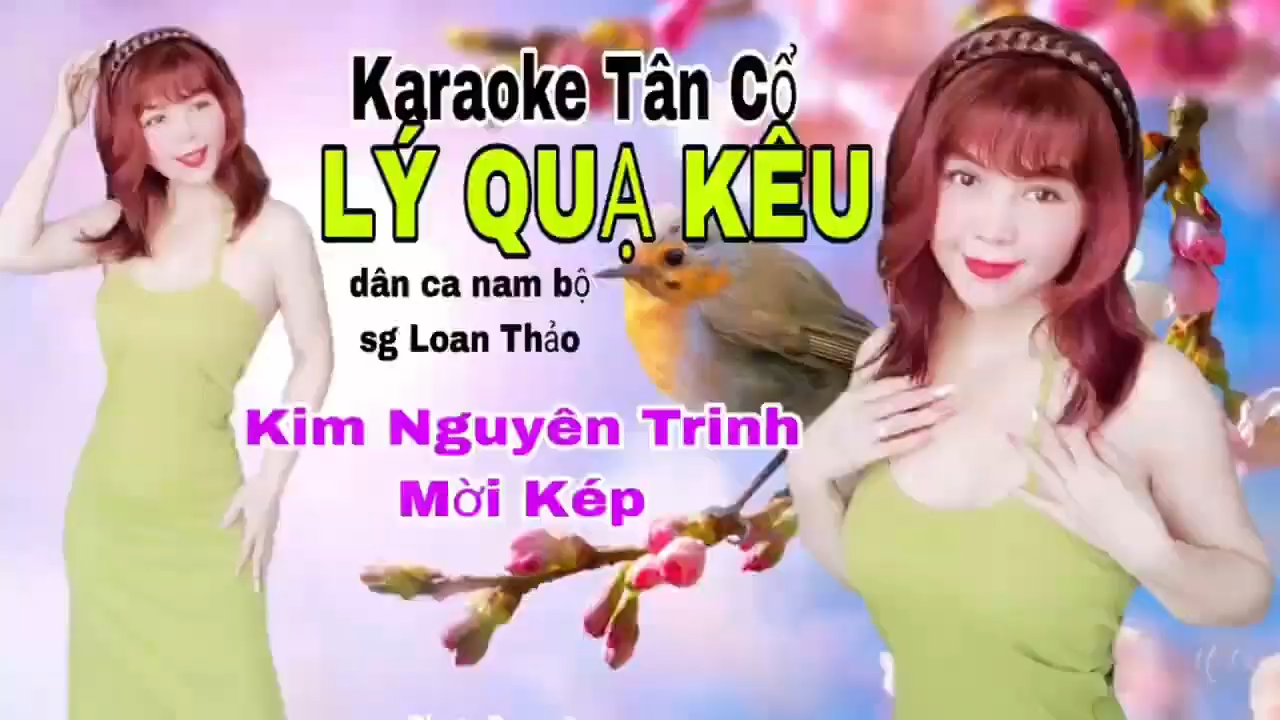 Karaoke Tân Cổ
LÝ QUẠ KÊU
dân ca nam bộ
sg Loan Thảo
Kim Nguyên Trinh
Mời Kép